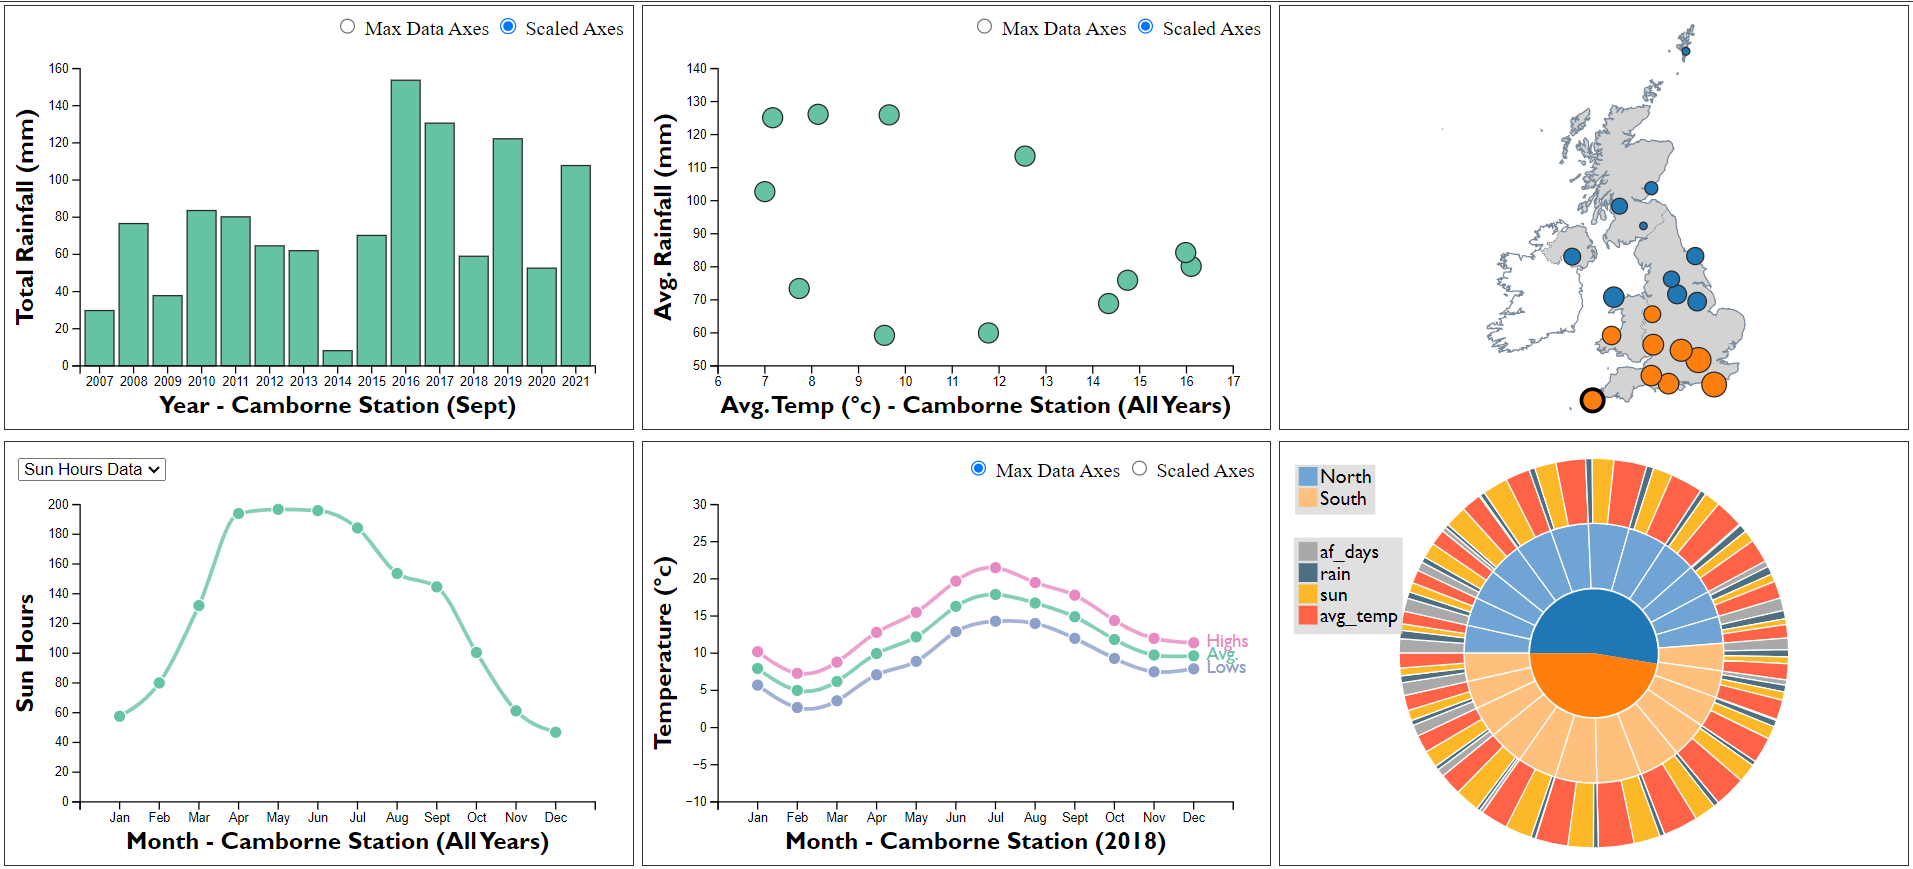 Max Data Axes Scaled Axes
160
140
120
100
80
60
40
20
0
Total Rainfall (mm)
2007 2008 2009 2010 2011 2012 2013 2014 2015 2016 2017 2018 2019 2020 2021
Year - Camborne Station (Sept)
Max Data Axes Scaled Axes
140
130
120
110
100
90
80
70
60
50
Avg. Rainfall (mm)
6 7 8 9 10 11 12 13 14 15 16 17
Avg. Temp (°c) - Camborne Station (All Years)
Sun Hours Data
200
180
160
140
120
100
80
60
40
20
0
Sun Hours
Jan Feb Mar Apr May Jun Jul Aug Sept Oct Nov Dec
Month - Camborne Station (All Years)
Max Data Axes Scaled Axes
30
25
20
15
10
5
0
−5
−10
Temperature (°c)
Highs
Avg.
Lows
Jan Feb Mar Apr May Jun Jul Aug Sept Oct Nov Dec
Month - Camborne Station (2018)
North
South
af_days
rain
sun
avg_temp